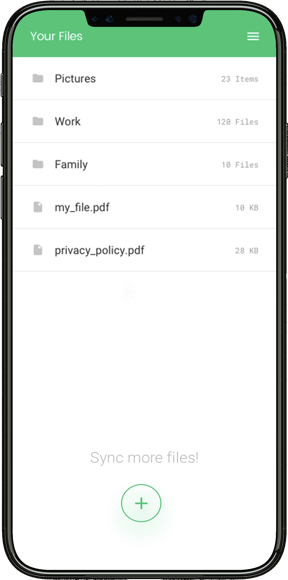 Your Files
Pictures 23 Items
Work 120 Files
Family 10 Files
my_file.pdf 10 KB
privacy_policy.pdf 28 KB
Sync more files!